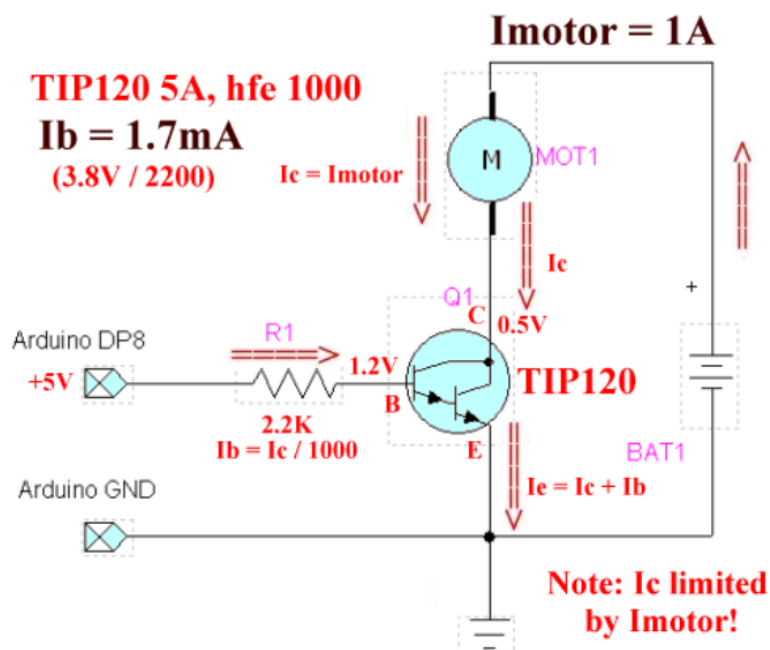 Imotor = 1A
TIP120 5A, hfe 1000
Ib = 1.7mA
(3.8V / 2200)
Ic = Imotor
M
MOT1
Ic
+
Q1
C
0.5V
Arduino DP8
R1
+5V
1.2V
B
TIP120
2.2K
Ib = Ic / 1000
E
BAT1
Arduino GND
Ie = Ic + Ib
Note: Ic limited
by Imotor!